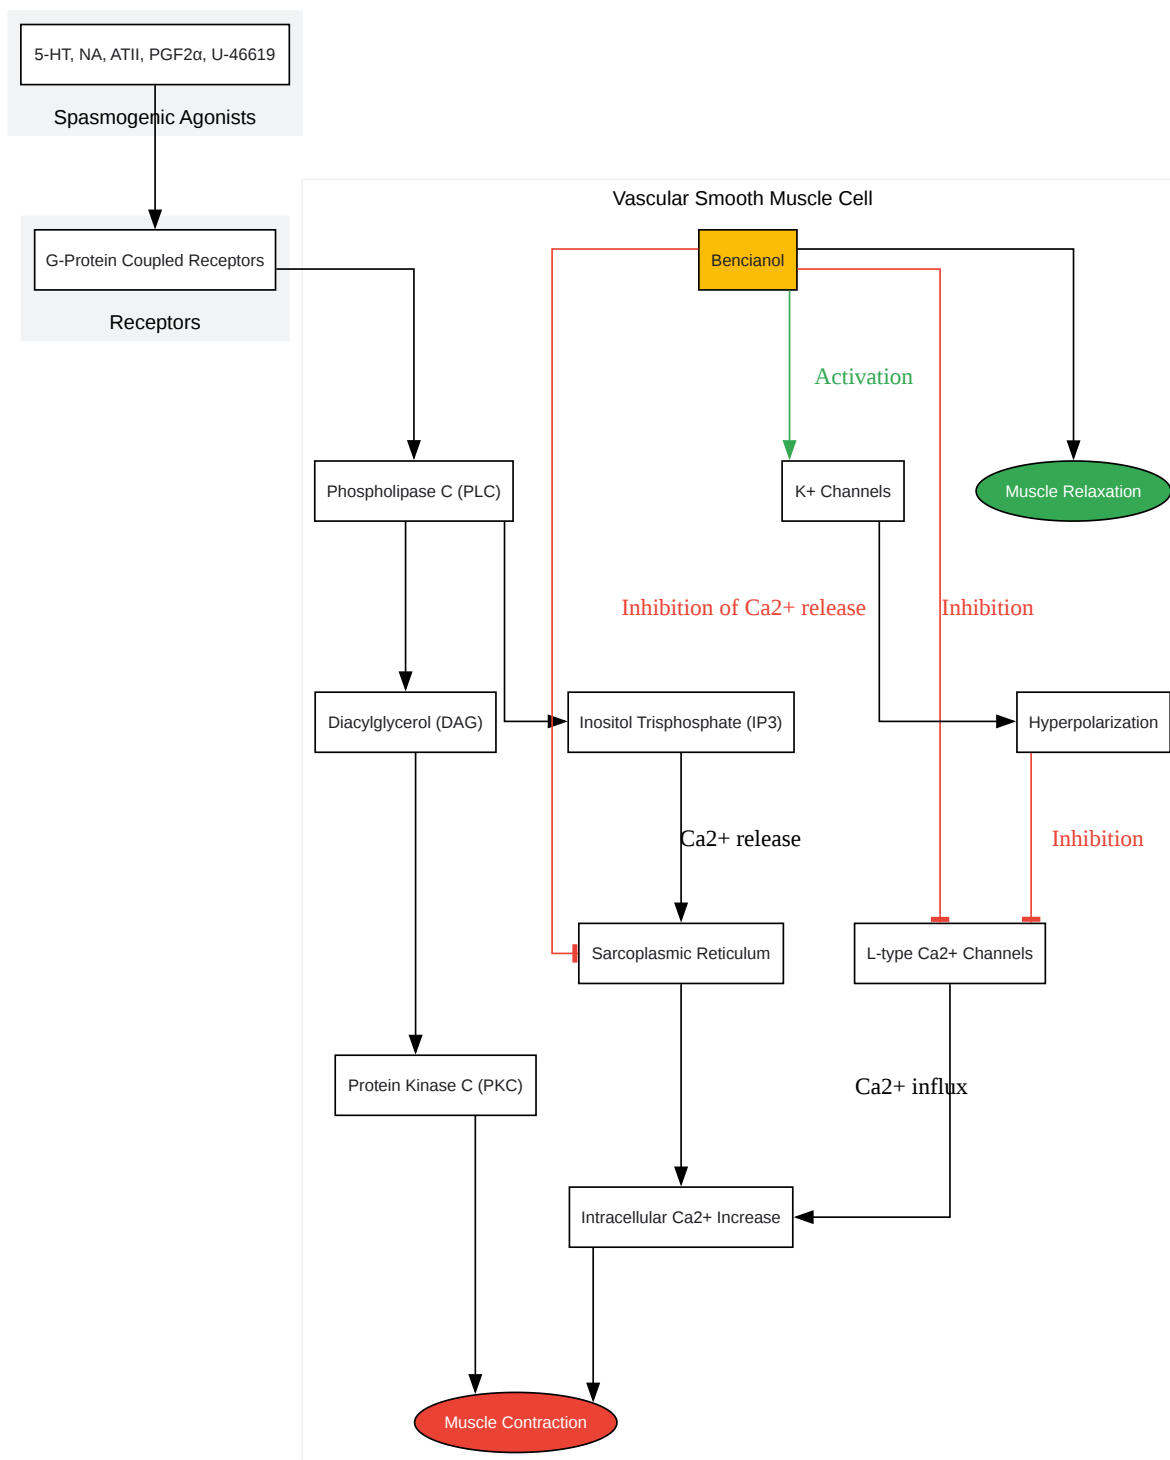 5-HT, NA, ATII, PGF2α, U-46619
Spasmogenic Agonists
Vascular Smooth Muscle Cell
G-Protein Coupled Receptors
Bencianol
Receptors
Activation
Phospholipase C (PLC)
K+ Channels
Muscle Relaxation
Inhibition of Ca2+ release
Inhibition
Diacylglycerol (DAG)
Inositol Trisphosphate (IP3)
Hyperpolarization
Ca2+ release
Inhibition
Sarcoplasmic Reticulum
L-type Ca2+ Channels
Protein Kinase C (PKC)
Ca2+ influx
Intracellular Ca2+ Increase
Muscle Contraction